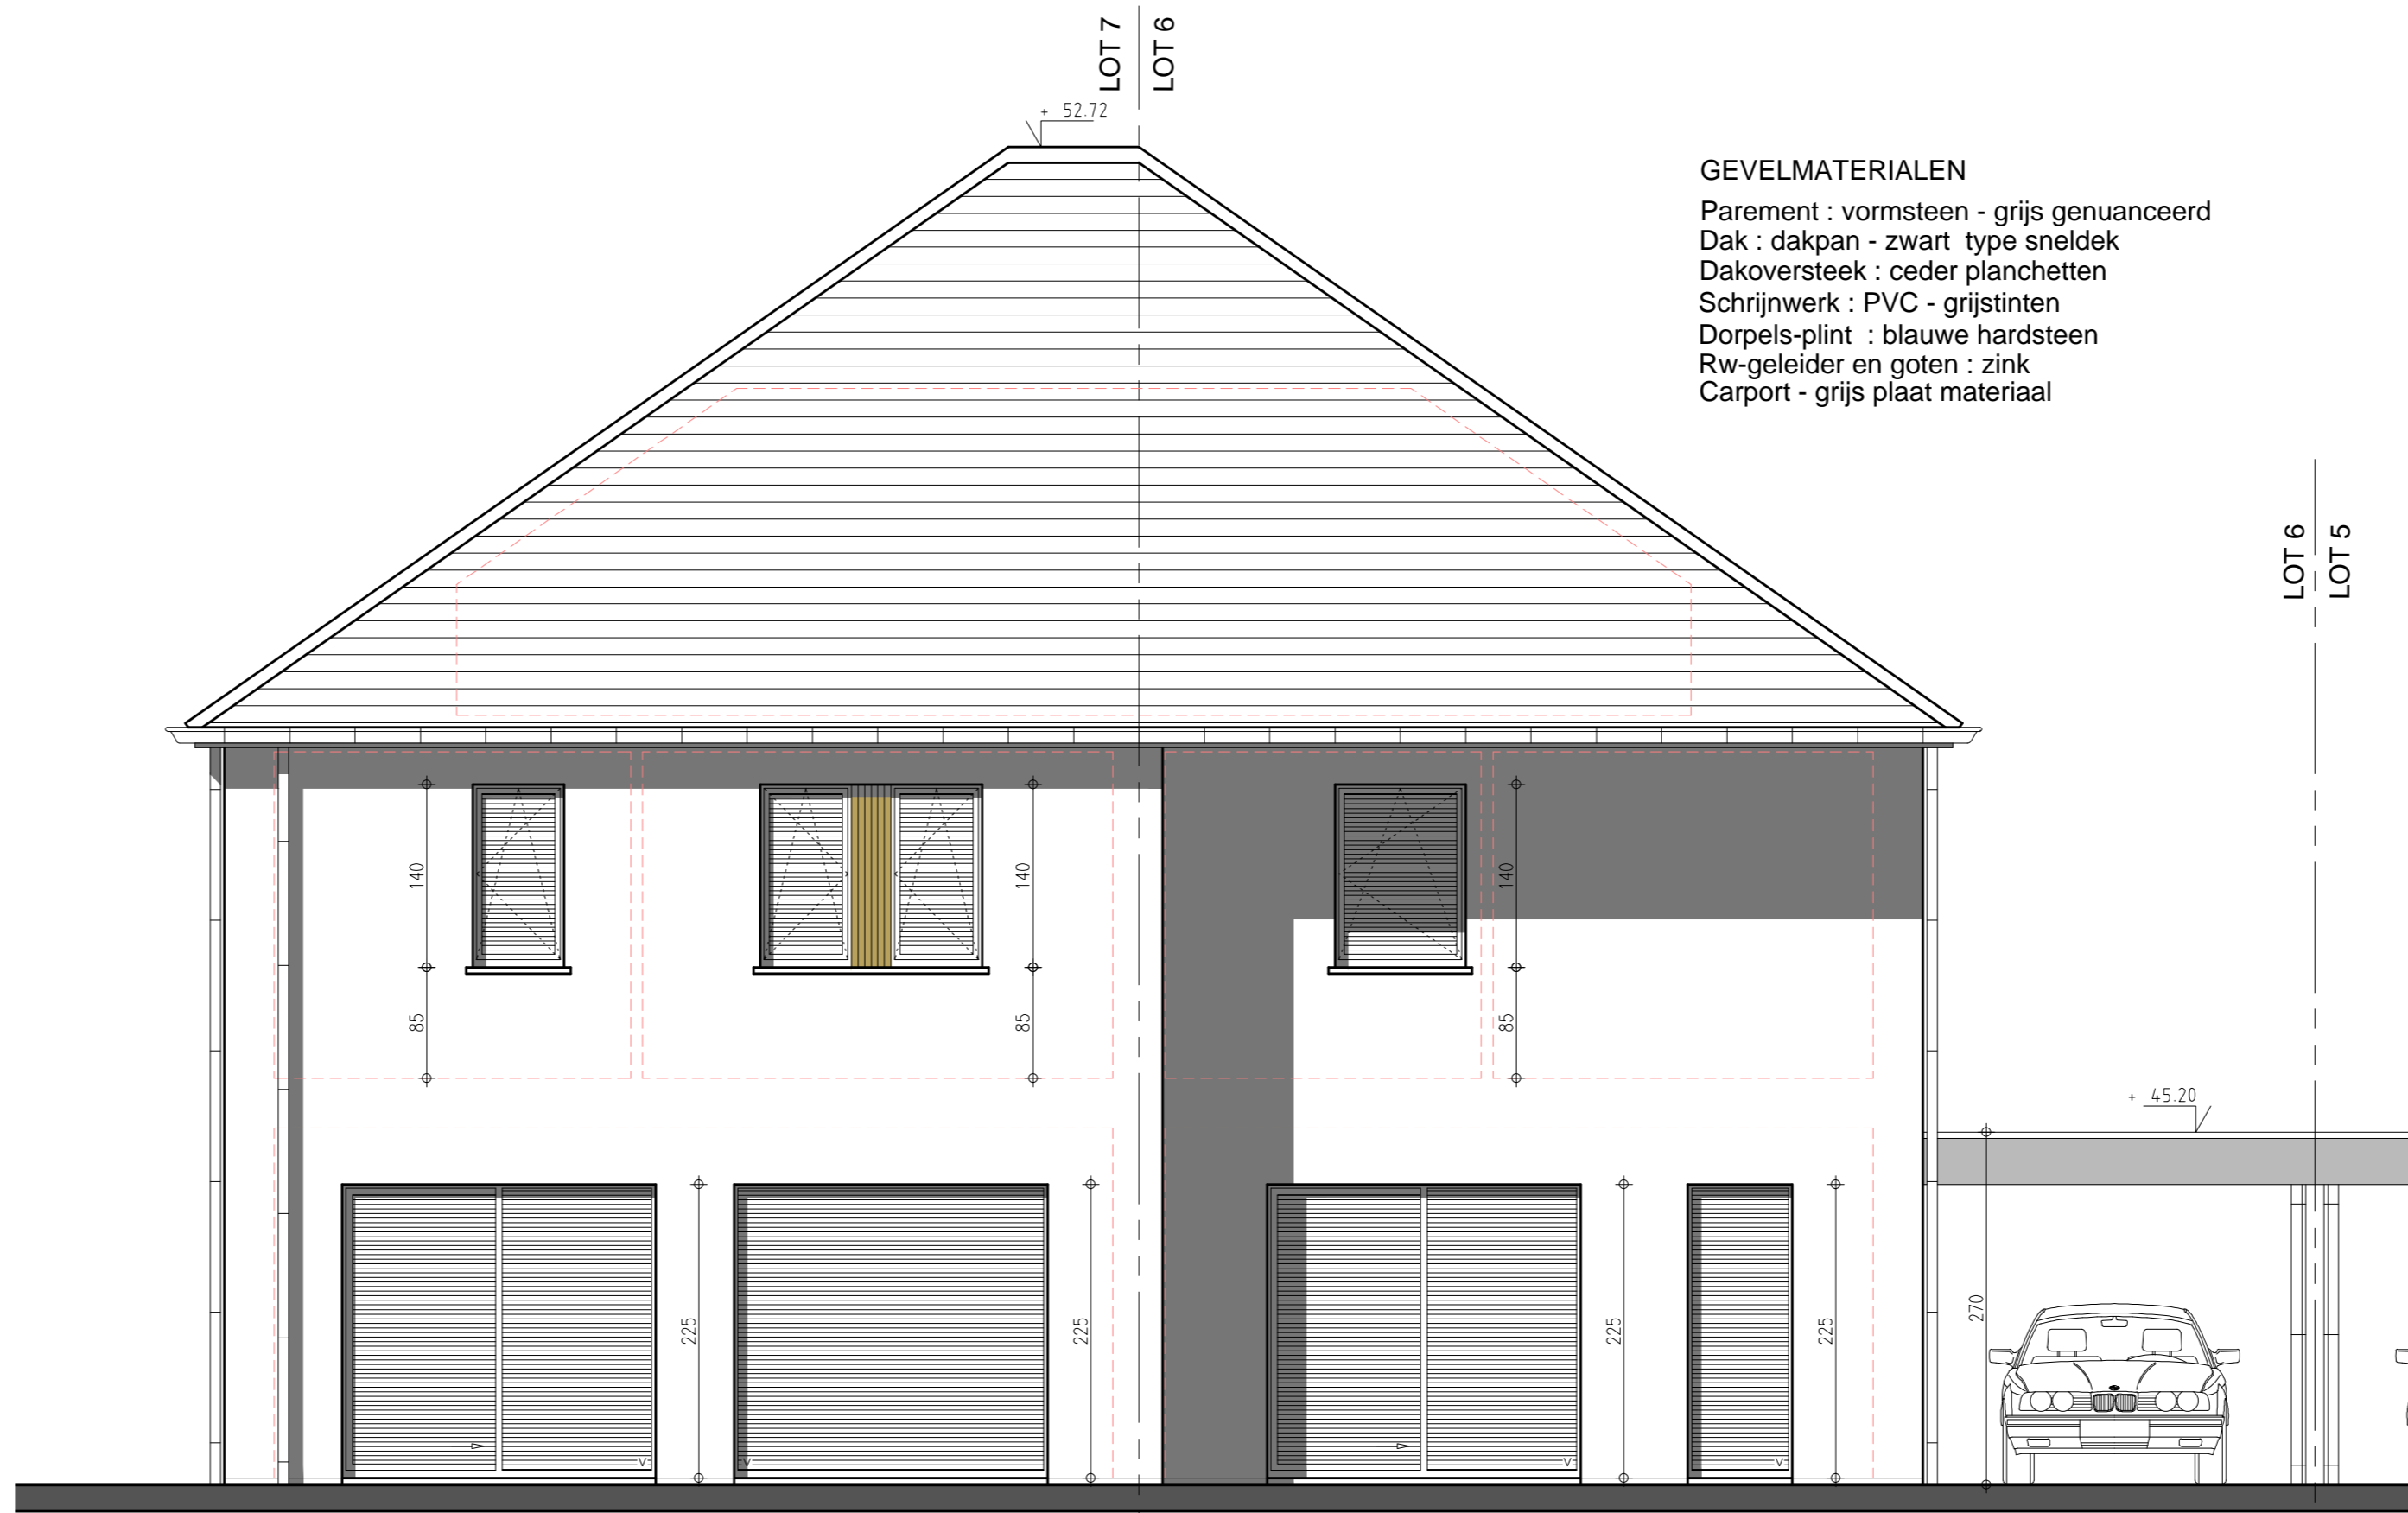 LOT 7
LOT 6
+ 52.72
GEVELMATERIALEN
Parement : vormsteen - grijs genuanceerd
Dak : dakpan - zwart type sneldek
Dakoversteek : ceder planchetten
Schrijnwerk : PVC - grijstinten
Dorpels-plint : blauwe hardsteen
Rw-geleider en goten : zink
Carport - grijs plaat materiaal
LOT 6
LOT 5
140
140
140
85
85
85
+ 45.20
225
225
225
225
270
V
V
V
V